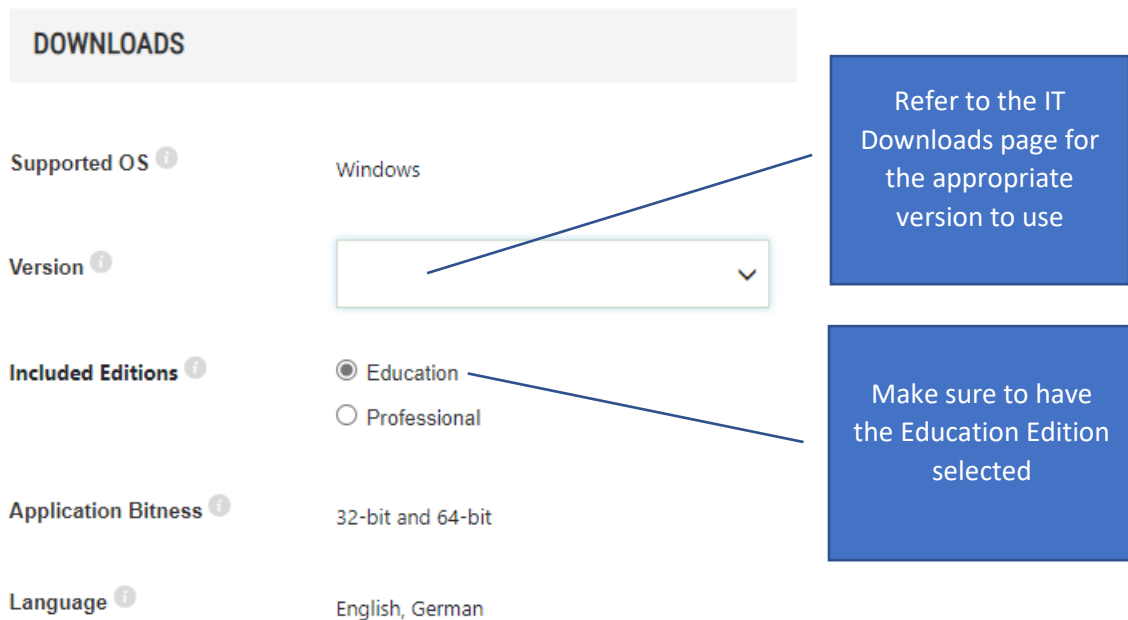 DOWNLOADS
Refer to the IT
Downloads page for
the appropriate
version to use
Supported OS
Windows
Version
Included Editions
Education
Professional
Make sure to have
the Education Edition
selected
Application Bitness
32-bit and 64-bit
Language
English, German